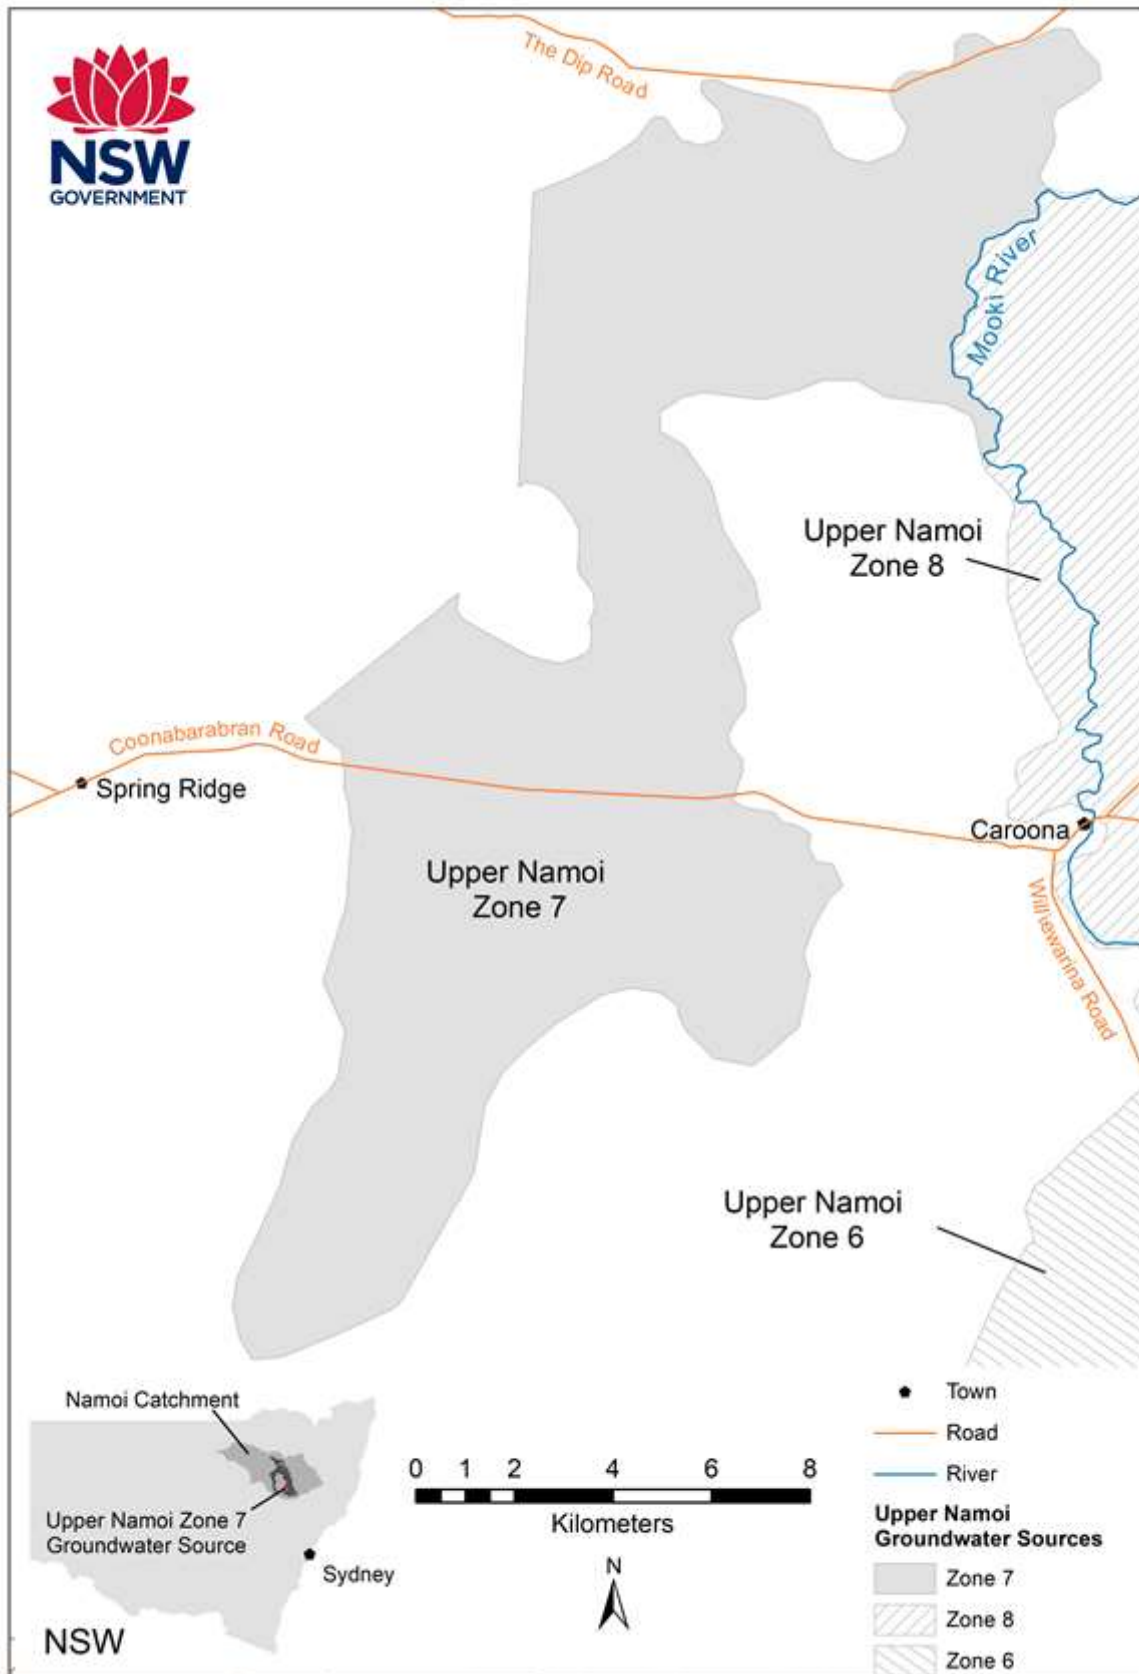 The Dip Road
NSW
GOVERNMENT
Mooki River
Upper Namoi
Zone 8
Coonabarabran Road
Spring Ridge
Caroona
Upper Namoi
Zone 7
Williewarina Road
Upper Namoi
Zone 6
Namoi Catchment
Upper Namoi Zone 7
Groundwater Source
Sydney
NSW
0 1 2 4 6 8
Kilometers
N
Town
Road
River
Upper Namoi
Groundwater Sources
Zone 7
Zone 8
Zone 6